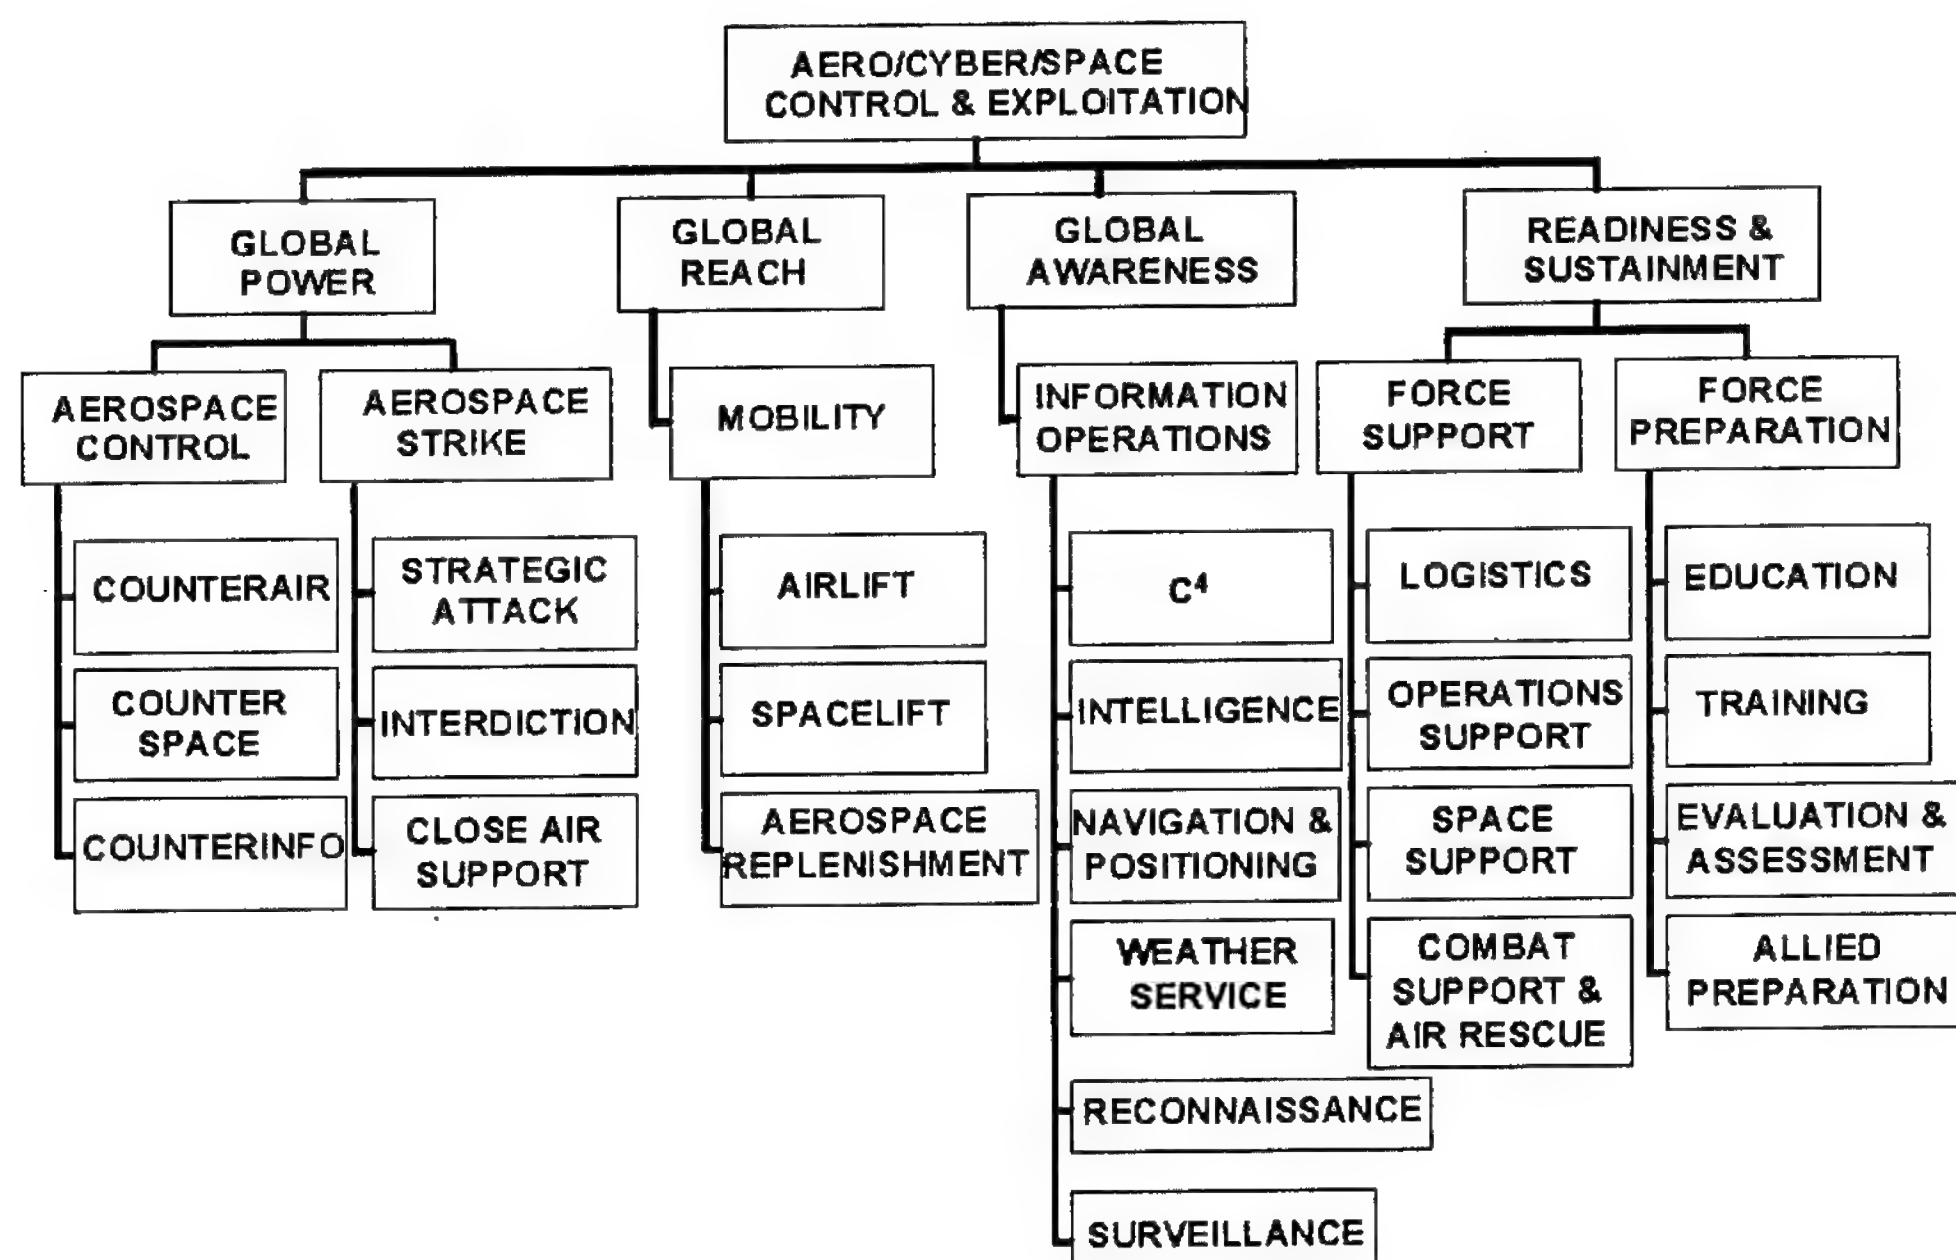 AERO/CYBER/SPACE
CONTROL & EXPLOITATION
GLOBAL
POWER
GLOBAL
REACH
GLOBAL
AWARENESS
READINESS &
SUSTAINMENT
AEROSPACE
CONTROL
AEROSPACE
STRIKE
MOBILITY
INFORMATION
OPERATIONS
FORCE
SUPPORT
FORCE
PREPARATION
COUNTERAIR
COUNTER
SPACE
COUNTERINFO
STRATEGIC
ATTACK
INTERDICTION
CLOSE AIR
SUPPORT
AIRLIFT
SPACELIFT
AEROSPACE
REPLENISHMENT
C⁴
INTELLIGENCE
NAVIGATION &
POSITIONING
WEATHER
SERVICE
RECONNAISSANCE
SURVEILLANCE
LOGISTICS
OPERATIONS
SUPPORT
SPACE
SUPPORT
COMBAT
SUPPORT &
AIR RESCUE
EDUCATION
TRAINING
EVALUATION &
ASSESSMENT
ALLIED
PREPARATION